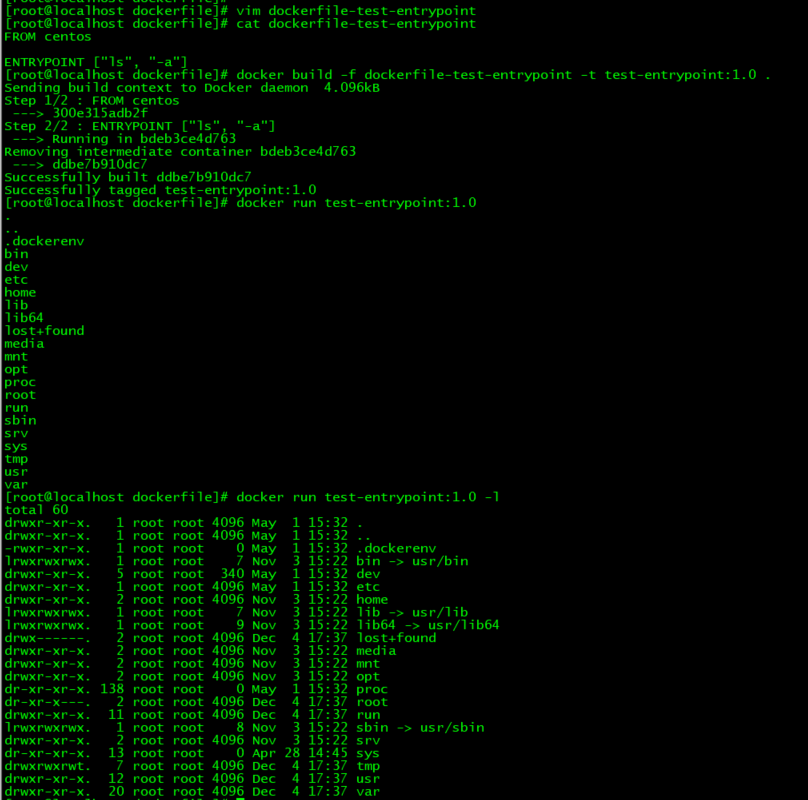 [root@localhost dockerfile]# vim dockerfile-test-entrypoint
[root@localhost dockerfile]# cat dockerfile-test-entrypoint
FROM centos
ENTRYPOINT ["ls", "-a"]
[root@localhost dockerfile]# docker build -f dockerfile-test-entrypoint -t test-entrypoint:1.0 .
Sending build context to Docker daemon  4.096kB
Step 1/2 : FROM centos
 ---> 300e315adb2f
Step 2/2 : ENTRYPOINT ["ls", "-a"]
 ---> Running in bdeb3ce4d763
Removing intermediate container bdeb3ce4d763
 ---> ddbe7b910dc7
Successfully built ddbe7b910dc7
Successfully tagged test-entrypoint:1.0
[root@localhost dockerfile]# docker run test-entrypoint:1.0
.
..
.dockerenv
bin
dev
etc
home
lib
lib64
lost+found
media
mnt
opt
proc
root
run
sbin
srv
sys
tmp
usr
var
[root@localhost dockerfile]# docker run test-entrypoint:1.0 -l
total 60
drwxr-xr-x.   1 root root 4096 May  1 15:32 .
drwxr-xr-x.   1 root root 4096 May  1 15:32 ..
-rwxr-xr-x.   1 root root    0 May  1 15:32 .dockerenv
lrwxrwxrwx.   1 root root    7 Nov  3 15:22 bin -> usr/bin
drwxr-xr-x.   5 root root  340 May  1 15:32 dev
drwxr-xr-x.   1 root root 4096 May  1 15:32 etc
drwxr-xr-x.   2 root root 4096 Nov  3 15:22 home
lrwxrwxrwx.   1 root root    7 Nov  3 15:22 lib -> usr/lib
lrwxrwxrwx.   1 root root    9 Nov  3 15:22 lib64 -> usr/lib64
drwx------.   2 root root 4096 Dec  4 17:37 lost+found
drwxr-xr-x.   2 root root 4096 Nov  3 15:22 media
drwxr-xr-x.   2 root root 4096 Nov  3 15:22 mnt
drwxr-xr-x.   2 root root 4096 Nov  3 15:22 opt
dr-xr-xr-x. 138 root root    0 May  1 15:32 proc
dr-xr-x---.   2 root root 4096 Dec  4 17:37 root
drwxr-xr-x.  11 root root 4096 Dec  4 17:37 run
lrwxrwxrwx.   1 root root    8 Nov  3 15:22 sbin -> usr/sbin
drwxr-xr-x.   2 root root 4096 Nov  3 15:22 srv
dr-xr-xr-x.  13 root root    0 Apr 28 14:45 sys
drwxrwxrwt.   7 root root 4096 Dec  4 17:37 tmp
drwxr-xr-x.  12 root root 4096 Dec  4 17:37 usr
drwxr-xr-x.  20 root root 4096 Dec  4 17:37 var